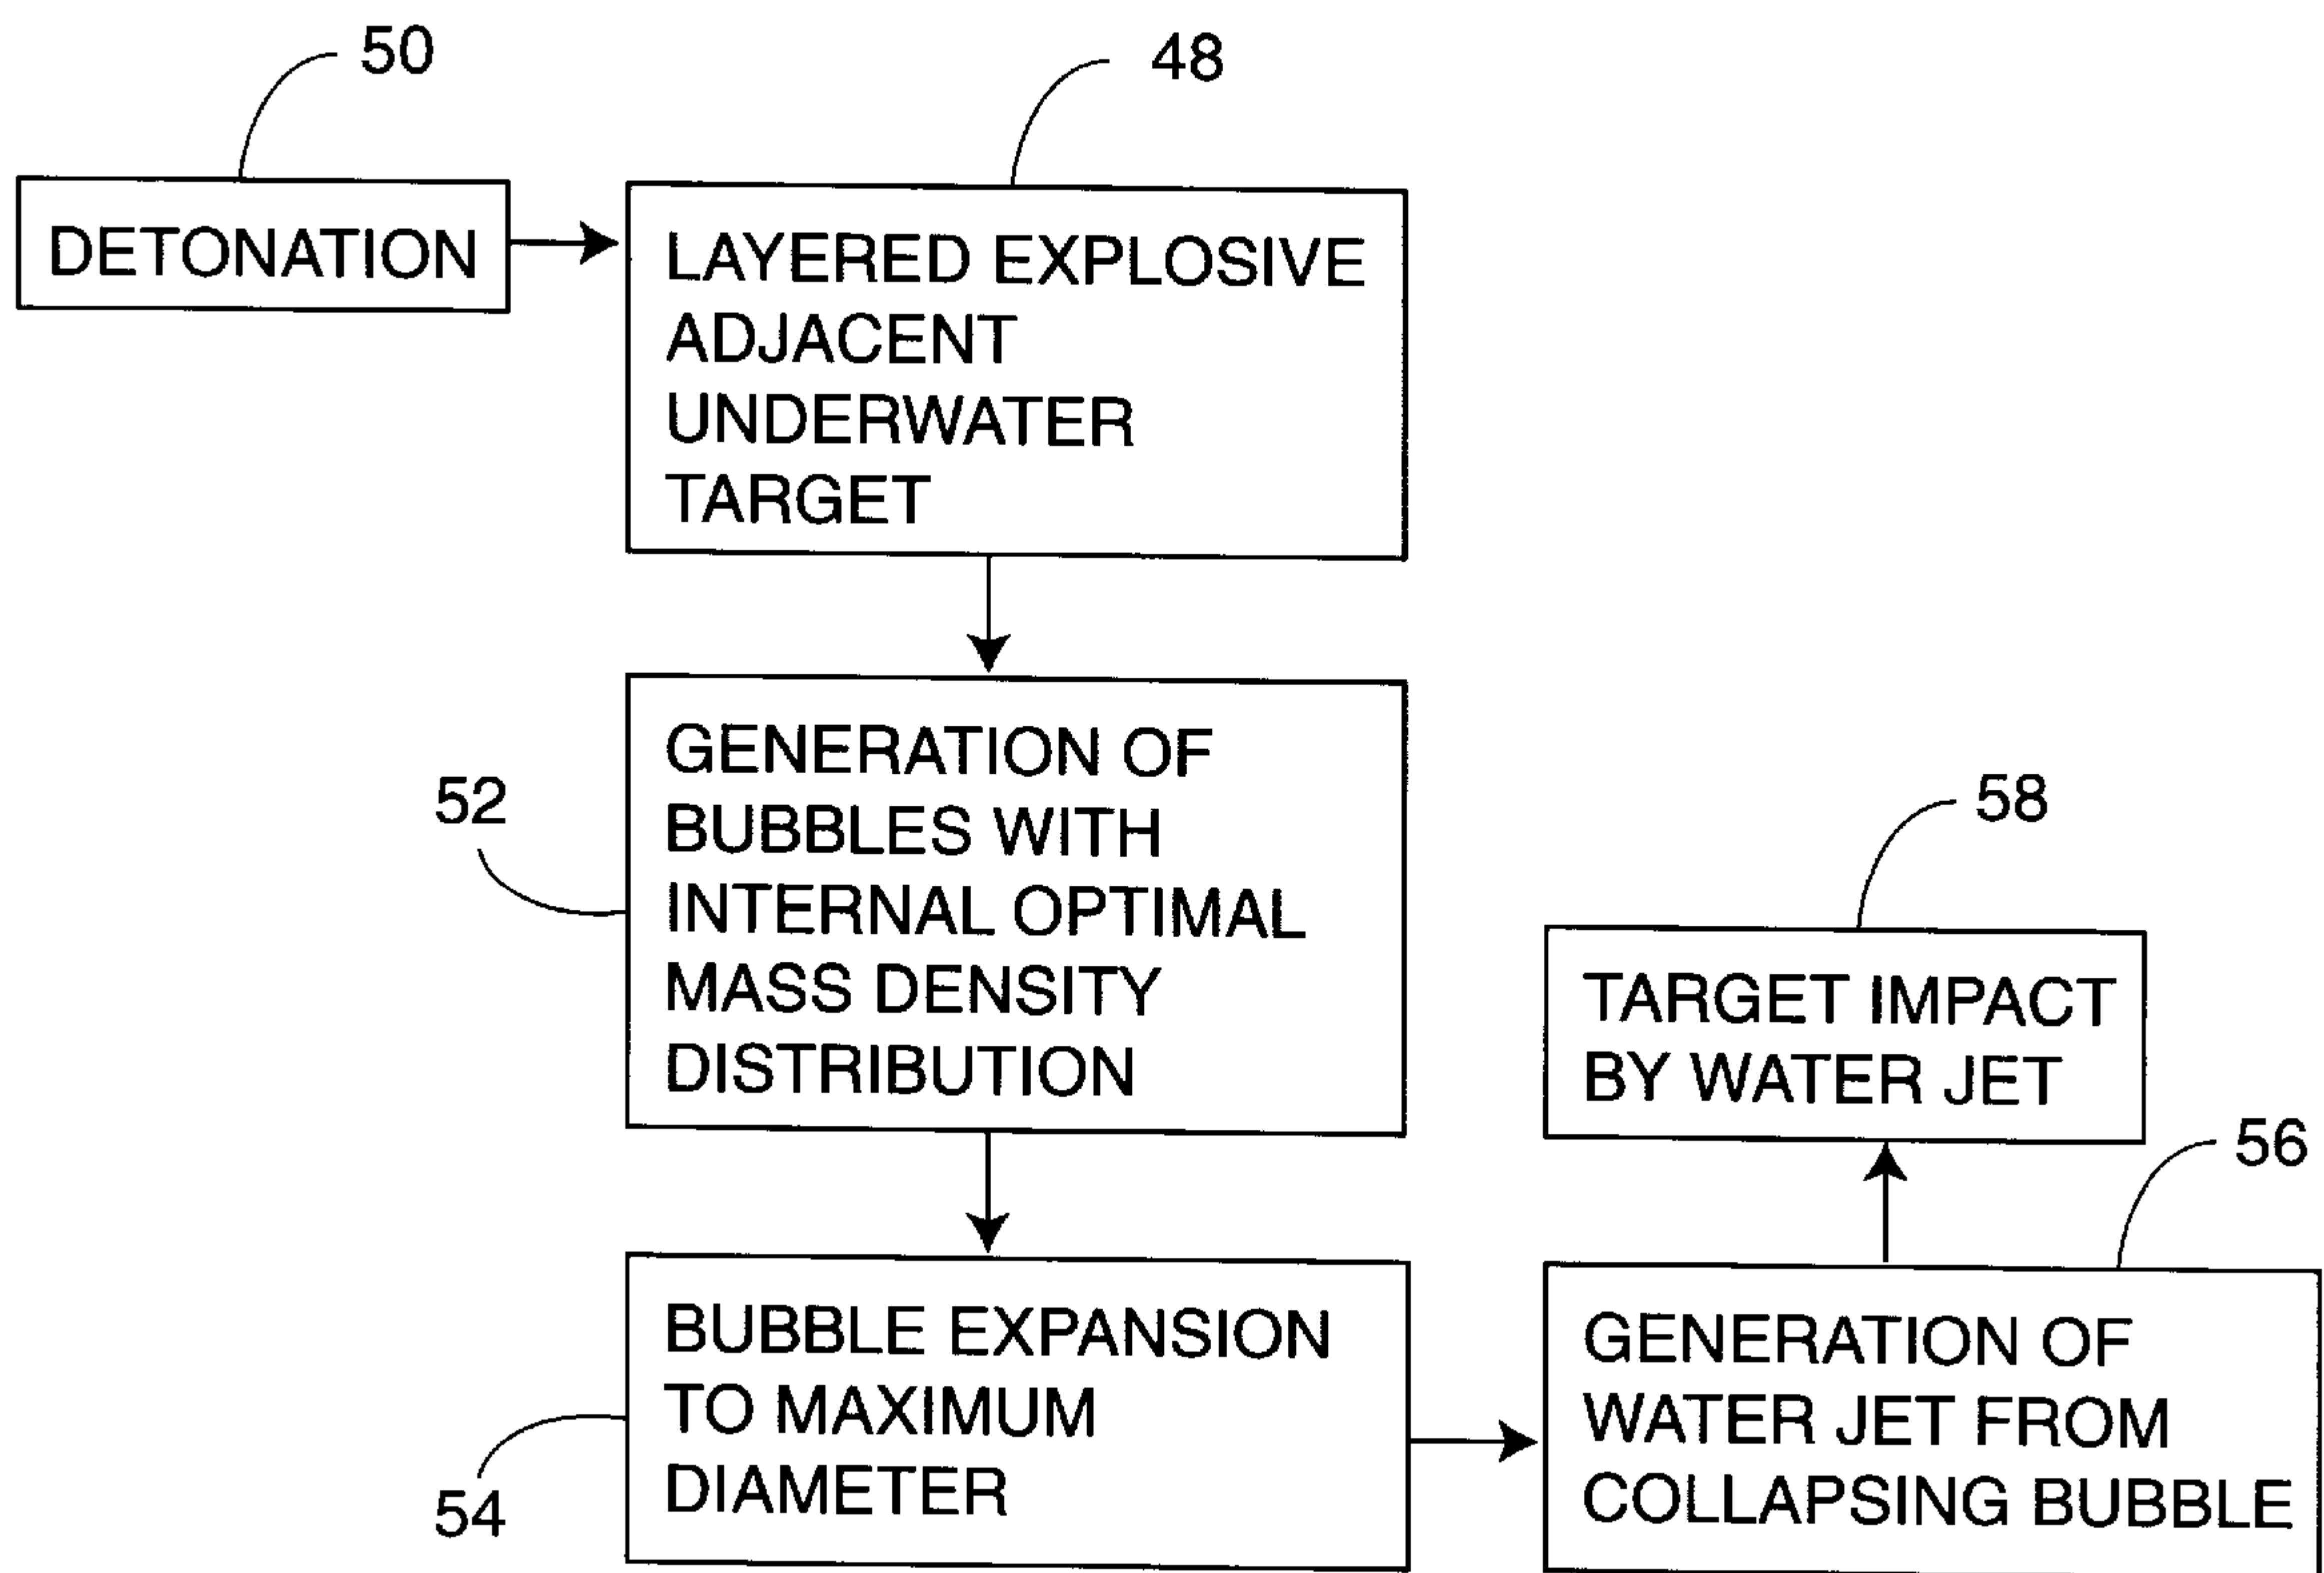 50
48
DETONATION
LAYERED EXPLOSIVE
ADJACENT
UNDERWATER
TARGET
52
GENERATION OF
BUBBLES WITH
INTERNAL OPTIMAL
MASS DENSITY
DISTRIBUTION
58
TARGET IMPACT
BY WATER JET
56
54
BUBBLE EXPANSION
TO MAXIMUM
DIAMETER
GENERATION OF
WATER JET FROM
COLLAPSING BUBBLE